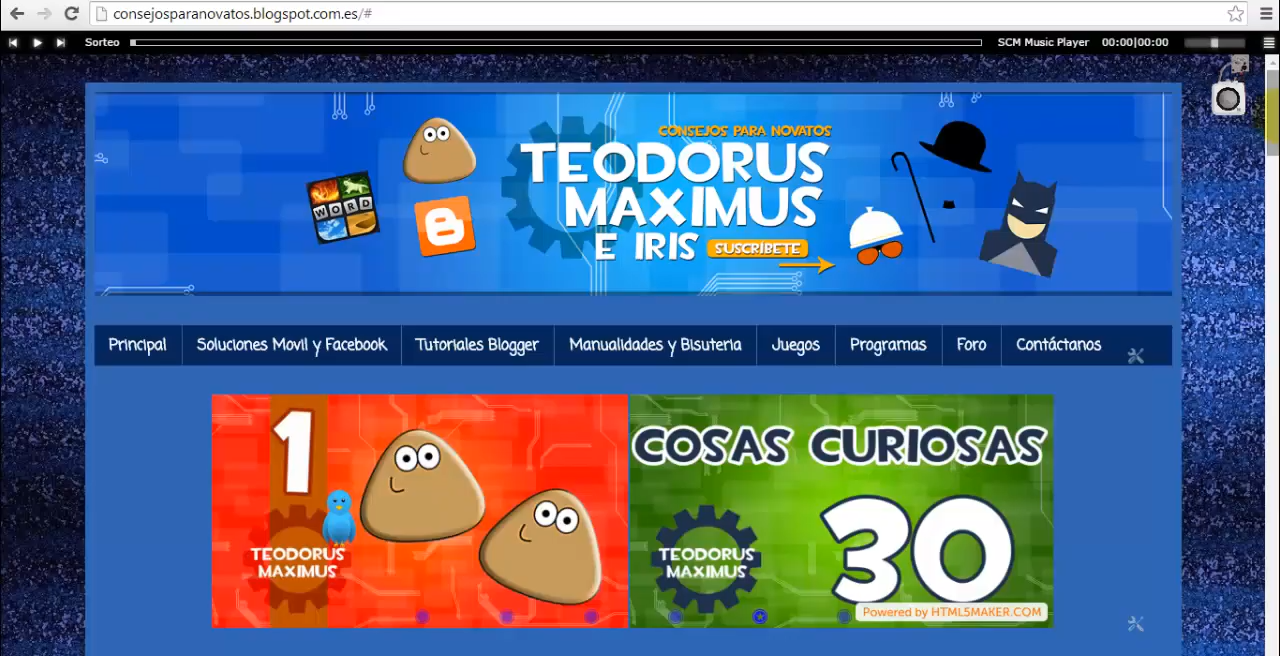 consejosparanovatos.blogspot.com.es/#
Sorteo
SCM Music Player
00:00|00:00
CONSEJOS PARA NOVATOS
TEODORUS
MAXIMUS
E IRIS
SUSCRIBETE
WORD
Principal
Soluciones Movil y Facebook
Tutoriales Blogger
Manualidades y Bisuteria
Juegos
Programas
Foro
Contáctanos
1
TEODORUS
MAXIMUS
COSAS CURIOSAS
30
TEODORUS
MAXIMUS
Powered by HTML5MAKER.COM